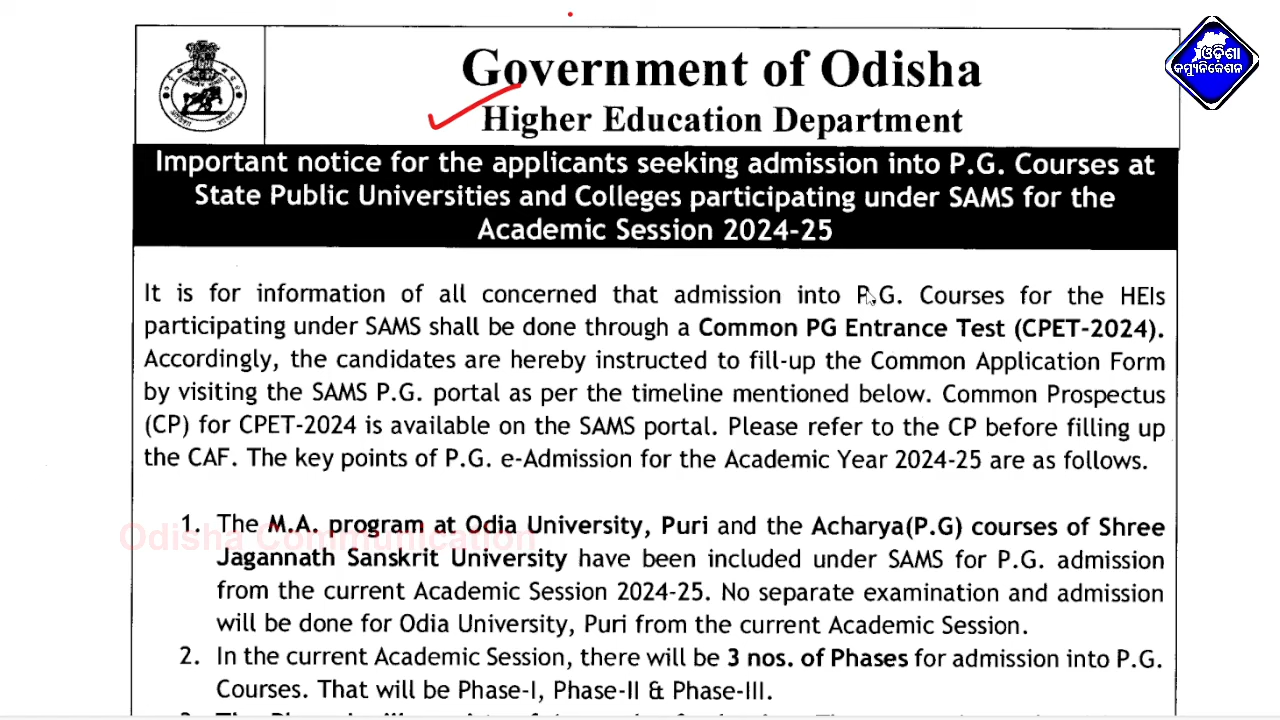 ଓଡ଼ିଶା
କମ୍ୟୁନିକେଶନ
Government of Odisha
Higher Education Department
Important notice for the applicants seeking admission into P.G. Courses at
State Public Universities and Colleges participating under SAMS for the
Academic Session 2024-25
It is for information of all concerned that admission into P.G. Courses for the HEIs
participating under SAMS shall be done through a Common PG Entrance Test (CPET-2024).
Accordingly, the candidates are hereby instructed to fill-up the Common Application Form
by visiting the SAMS P.G. portal as per the timeline mentioned below. Common Prospectus
(CP) for CPET-2024 is available on the SAMS portal. Please refer to the CP before filling up
the CAF. The key points of P.G. e-Admission for the Academic Year 2024-25 are as follows.
1. The M.A. program at Odia University, Puri and the Acharya(P.G) courses of Shree
Odisha Communication
Jagannath Sanskrit University have been included under SAMS for P.G. admission
from the current Academic Session 2024-25. No separate examination and admission
will be done for Odia University, Puri from the current Academic Session.
2. In the current Academic Session, there will be 3 nos. of Phases for admission into P.G.
Courses. That will be Phase-I, Phase-II & Phase-III.